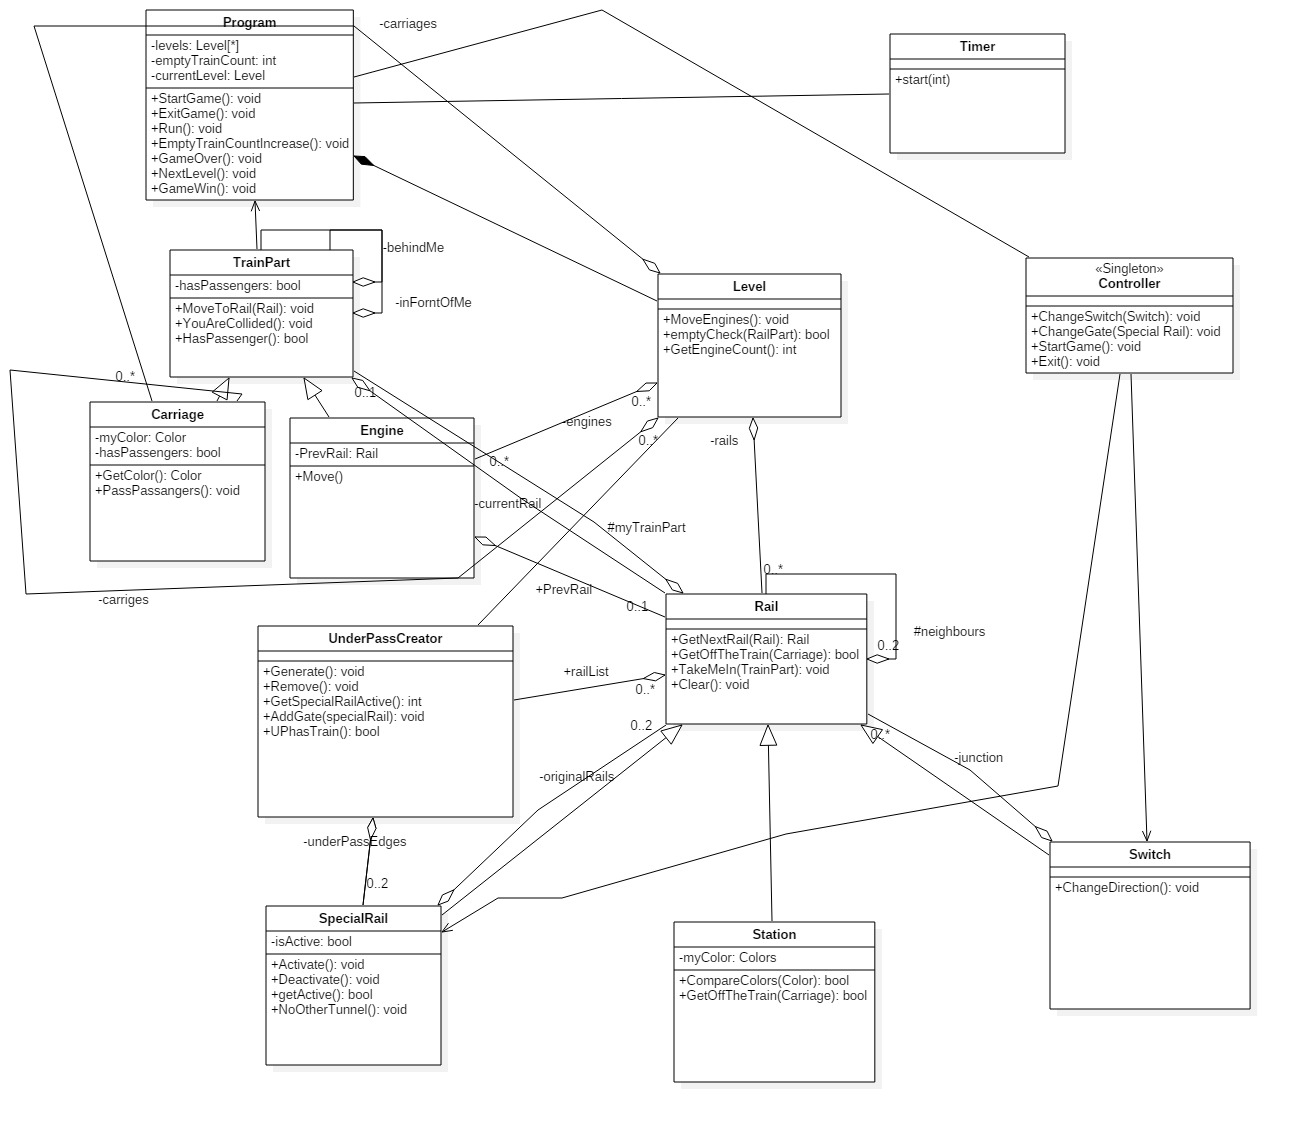 Program
-levels: Level[*]
-emptyTrainCount: int
-currentLevel: Level
+StartGame(): void
+ExitGame(): void
+Run(): void
+EmptyTrainCountIncrease(): void
+GameOver(): void
+NextLevel(): void
+GameWin(): void
-carriages
Timer
+start(int)
TrainPart
-hasPassengers: bool
+MoveToRail(Rail): void
+YouAreCollided(): void
+HasPassenger(): bool
-behindMe
-inForntOfMe
Level
+MoveEngines(): void
+emptyCheck(RailPart): bool
+GetEngineCount(): int
«Singleton»
Controller
+ChangeSwitch(Switch): void
+ChangeGate(Special Rail): void
+StartGame(): void
+Exit(): void
0..*
0..1
Carriage
-myColor: Color
-hasPassengers: bool
+GetColor(): Color
+PassPassangers(): void
Engine
-PrevRail: Rail
+Move()
0..*
-engines
0..*
-rails
0..*
-currentRail
#myTrainPart
0..*
+PrevRail
0..1
-carriges
Rail
+GetNextRail(Rail): Rail
+GetOffTheTrain(Carriage): bool
+TakeMeIn(TrainPart): void
+Clear(): void
#neighbours
0..2
UnderPassCreator
+Generate(): void
+Remove(): void
+GetSpecialRailActive(): int
+AddGate(specialRail): void
+UPhasTrain(): bool
+railList
0..*
0..2
-originalRails
0..*
-junction
-underPassEdges
0..2
Switch
+ChangeDirection(): void
SpecialRail
-isActive: bool
+Activate(): void
+Deactivate(): void
+getActive(): bool
+NoOtherTunnel(): void
Station
-myColor: Colors
+CompareColors(Color): bool
+GetOffTheTrain(Carriage): bool